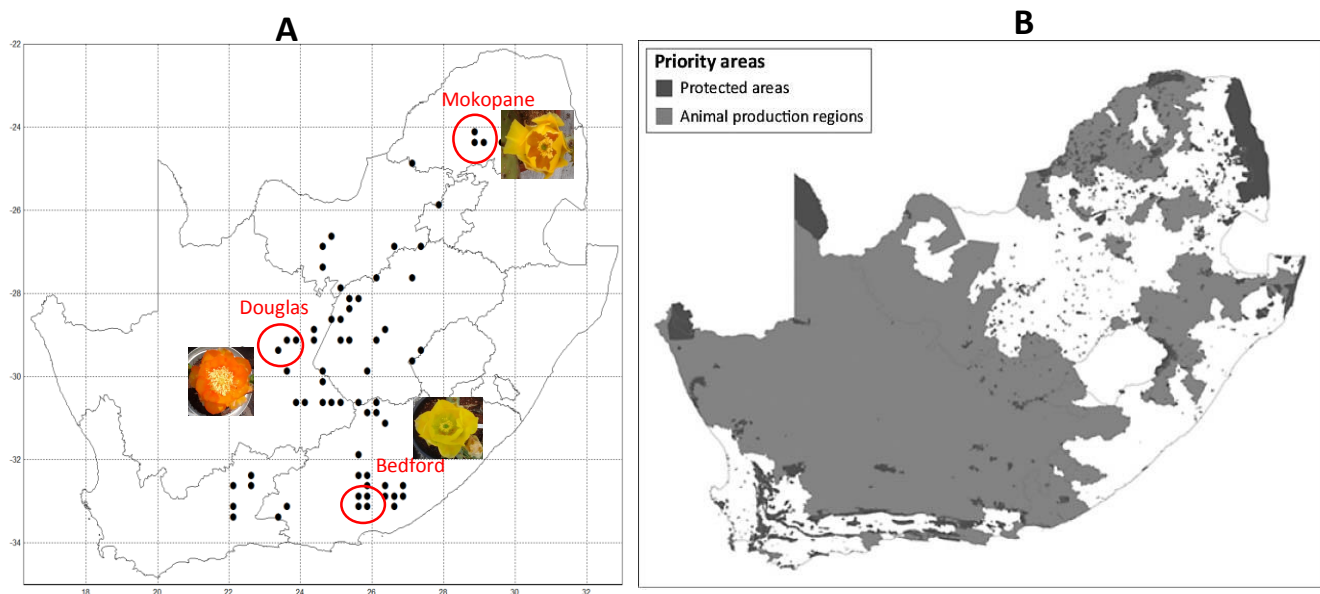 A
-22
-24
-26
-28
-30
-32
-34
18
20
22
24
26
28
30
32
Mokopane
Douglas
Bedford
B
Priority areas
Protected areas
Animal production regions